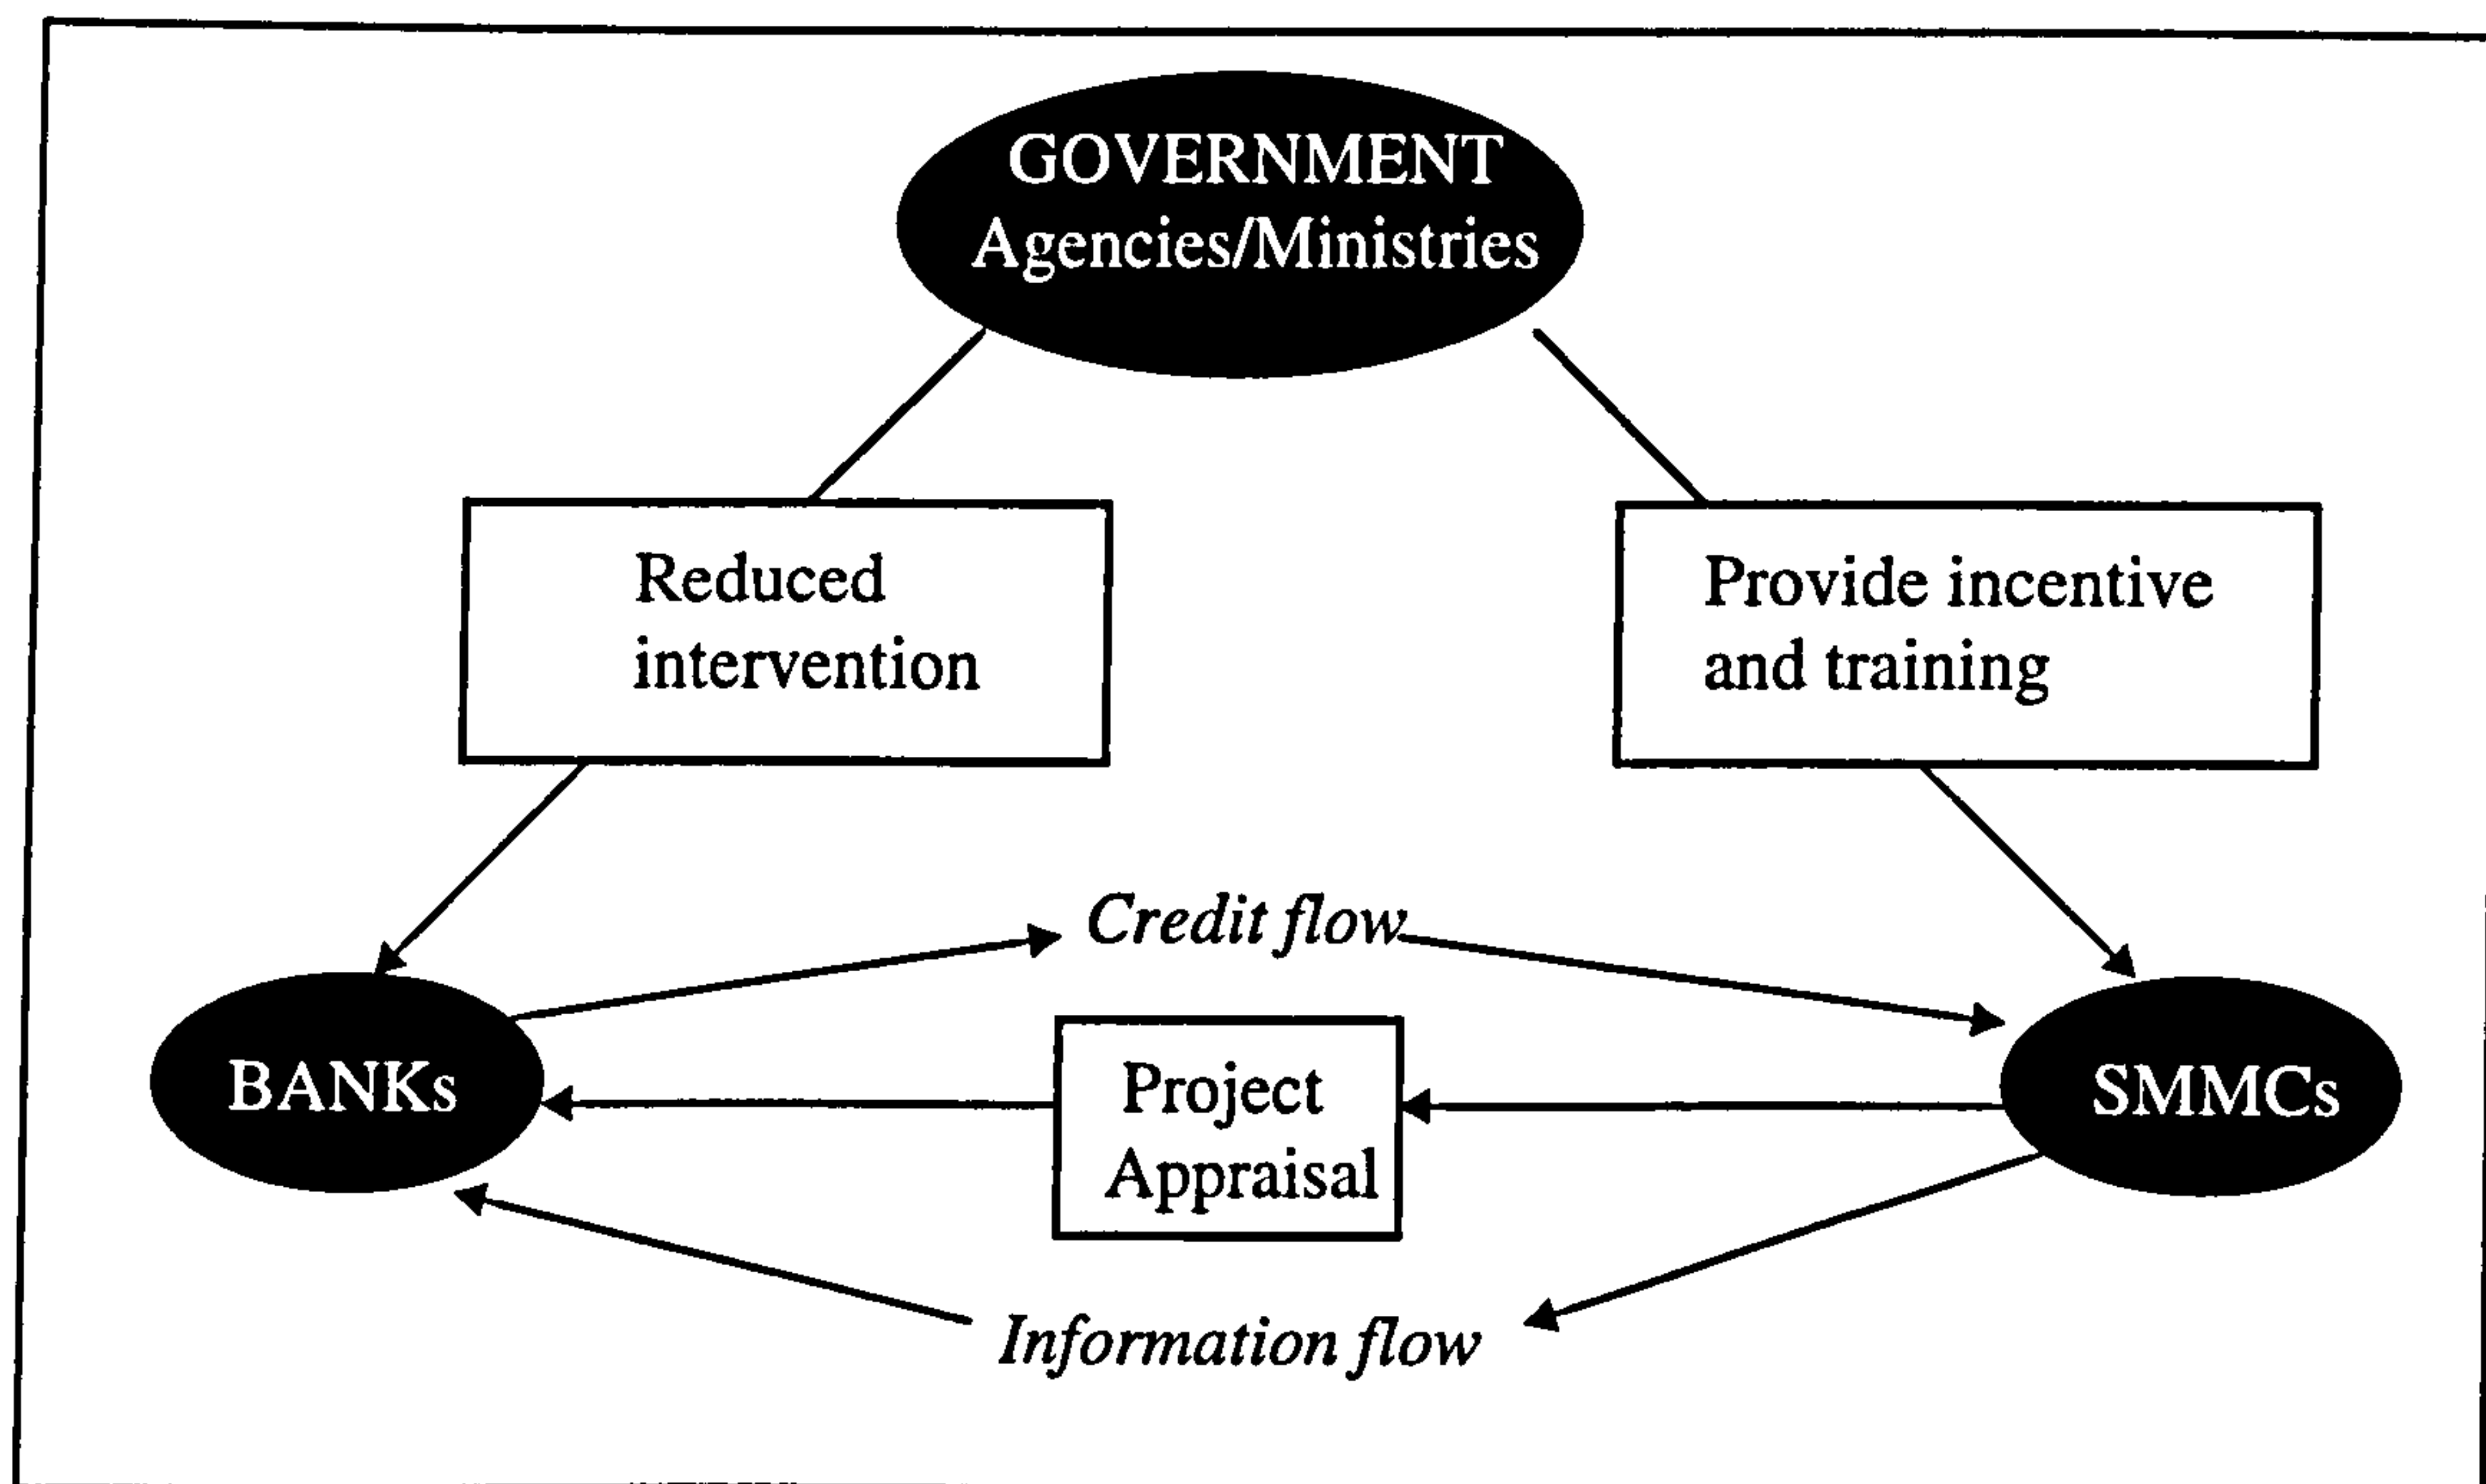 GOVERNMENT
Agencies/Ministries
Reduced
intervention
Provide incentive
and training
Credit flow
BANKs
Project
Appraisal
SMMCs
Information flow